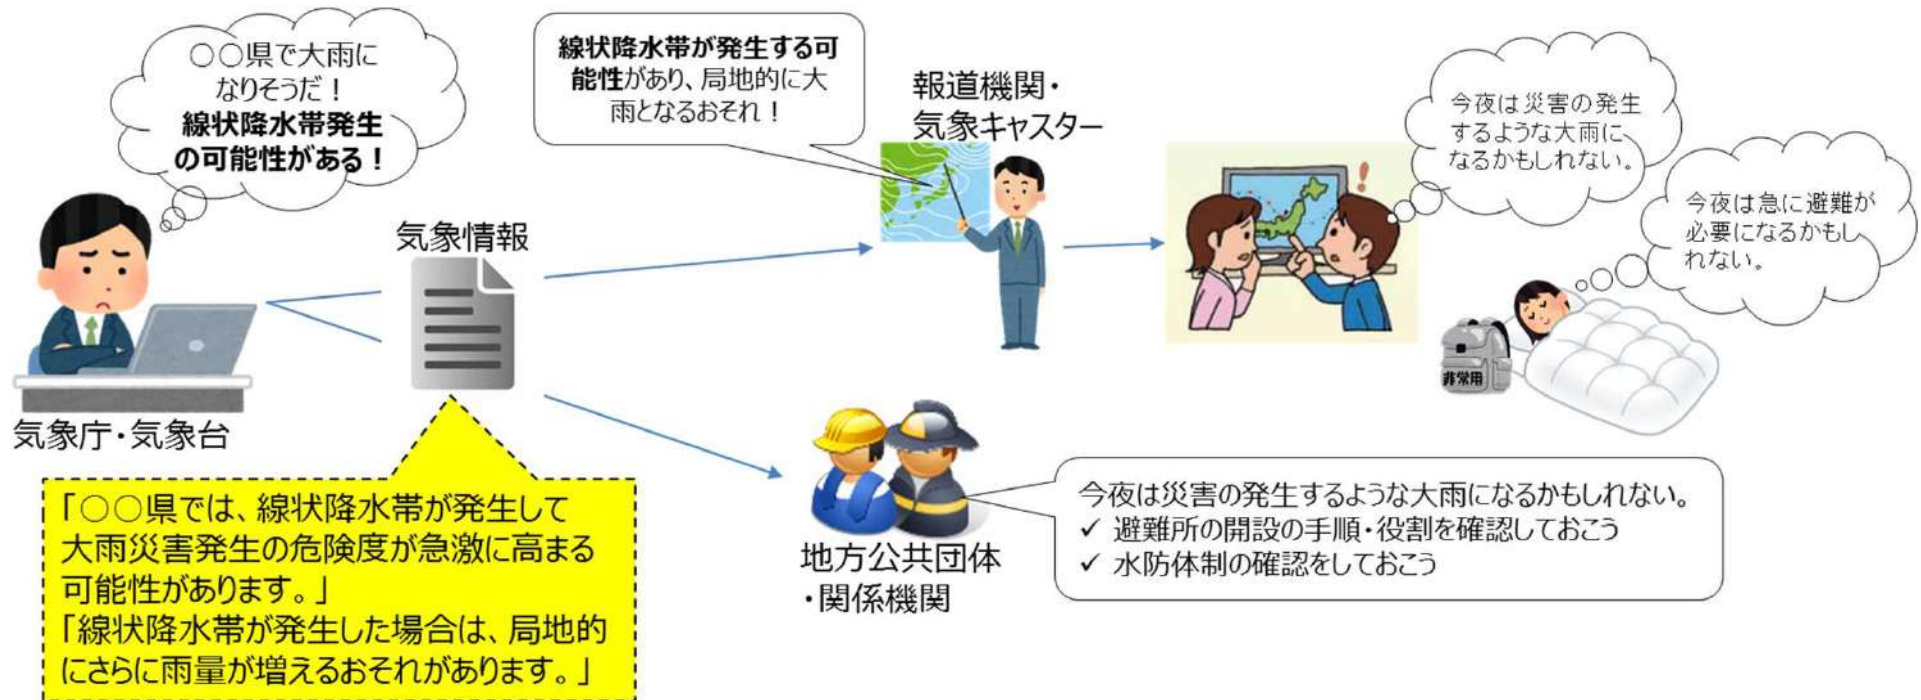 ○○県で大雨に
なりそうだ！
線状降水帯発生
の可能性がある！
気象庁・気象台
気象情報
「○○県では、線状降水帯が発生して
大雨災害発生の危険度が急激に高まる
可能性があります。」
「線状降水帯が発生した場合は、局地的
にさらに雨量が増えるおそれがあります。」
線状降水帯が発生する可
能性があり、局地的に大
雨となるおそれ！
報道機関・
気象キャスター
今夜は災害の発生
するような大雨に
なるかもしれない。
今夜は急に避難が
必要になるかもし
れない。
非常用
地方公共団体
・関係機関
今夜は災害の発生するような大雨になるかもしれない。
✓ 避難所の開設の手順・役割を確認しておこう
✓ 水防体制の確認をしておこう